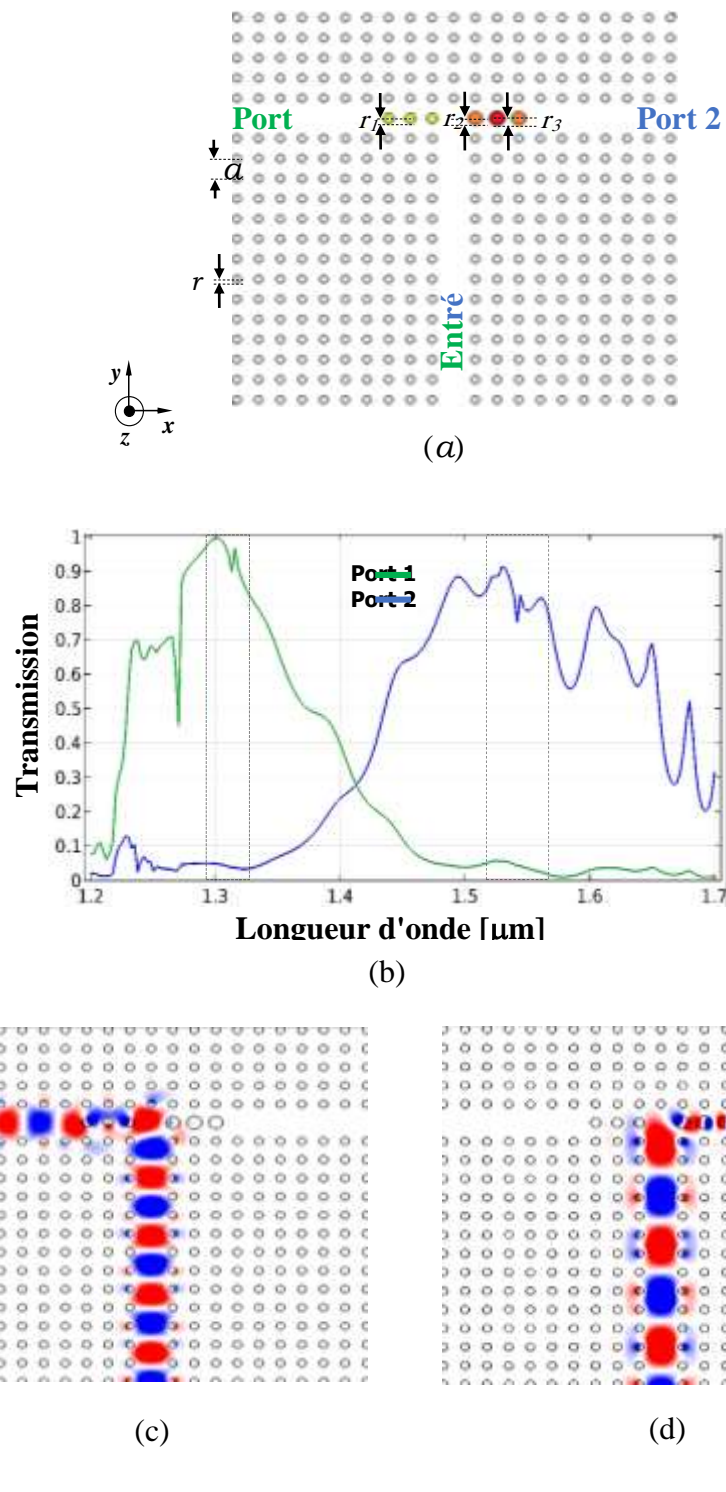 Port r1 r2 r3 Port 2
a
r
Entré
y
x
z
(a)
1
0.9
0.8
0.7
0.6
0.5
0.4
0.3
0.2
0.1
0
Transmission
Port 1
Port 2
1.2 1.3 1.4 1.5 1.6 1.7
Longueur d'onde [μm]
(b)
(c) (d)